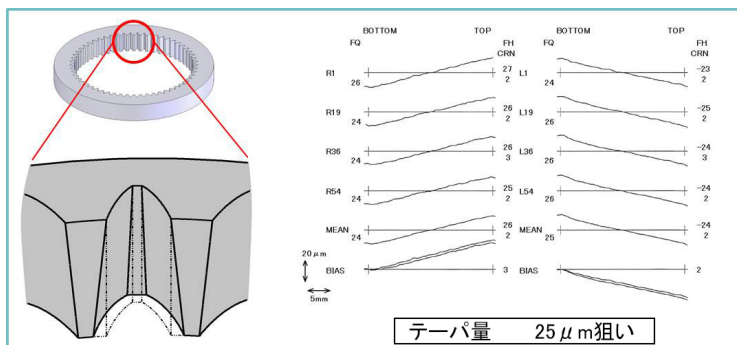 BOTTOM TOP
FQ FH
CRN
26 R1 27
2
24 R19 26
2
24 R36 26
3
24 R54 25
2
24 MEAN 26
2
BIAS 3
BOTTOM TOP
FQ FH
CRN
24 L1 -23
2
26 L19 -25
2
26 L36 -24
3
26 L54 -24
2
25 MEAN -24
2
BIAS 2
20μm
5mm
テーパ量 25μm狙い